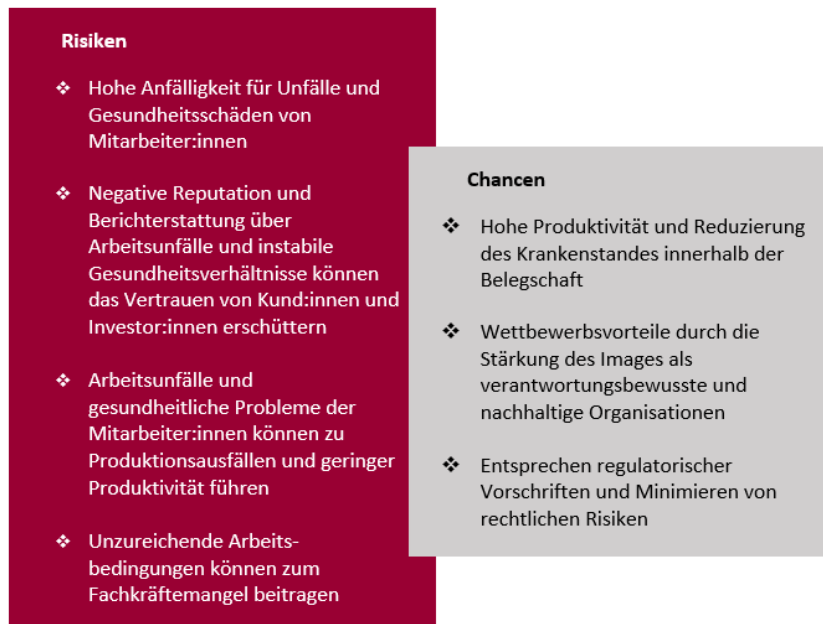 Risiken
❖ Hohe Anfälligkeit für Unfälle und
Gesundheitsschäden von
Mitarbeiter:innen
❖ Negative Reputation und
Berichterstattung über
Arbeitsunfälle und instabile
Gesundheitsverhältnisse können
das Vertrauen von Kund:innen und
Investor:innen erschüttern
❖ Arbeitsunfälle und
gesundheitliche Probleme der
Mitarbeiter:innen können zu
Produktionsausfällen und geringer
Produktivität führen
❖ Unzureichende Arbeits-
bedingungen können zum
Fachkräftemangel beitragen
Chancen
❖ Hohe Produktivität und Reduzierung
des Krankenstandes innerhalb der
Belegschaft
❖ Wettbewerbsvorteile durch die
Stärkung des Images als
verantwortungsbewusste und
nachhaltige Organisationen
❖ Entsprechen regulatorischer
Vorschriften und Minimieren von
rechtlichen Risiken